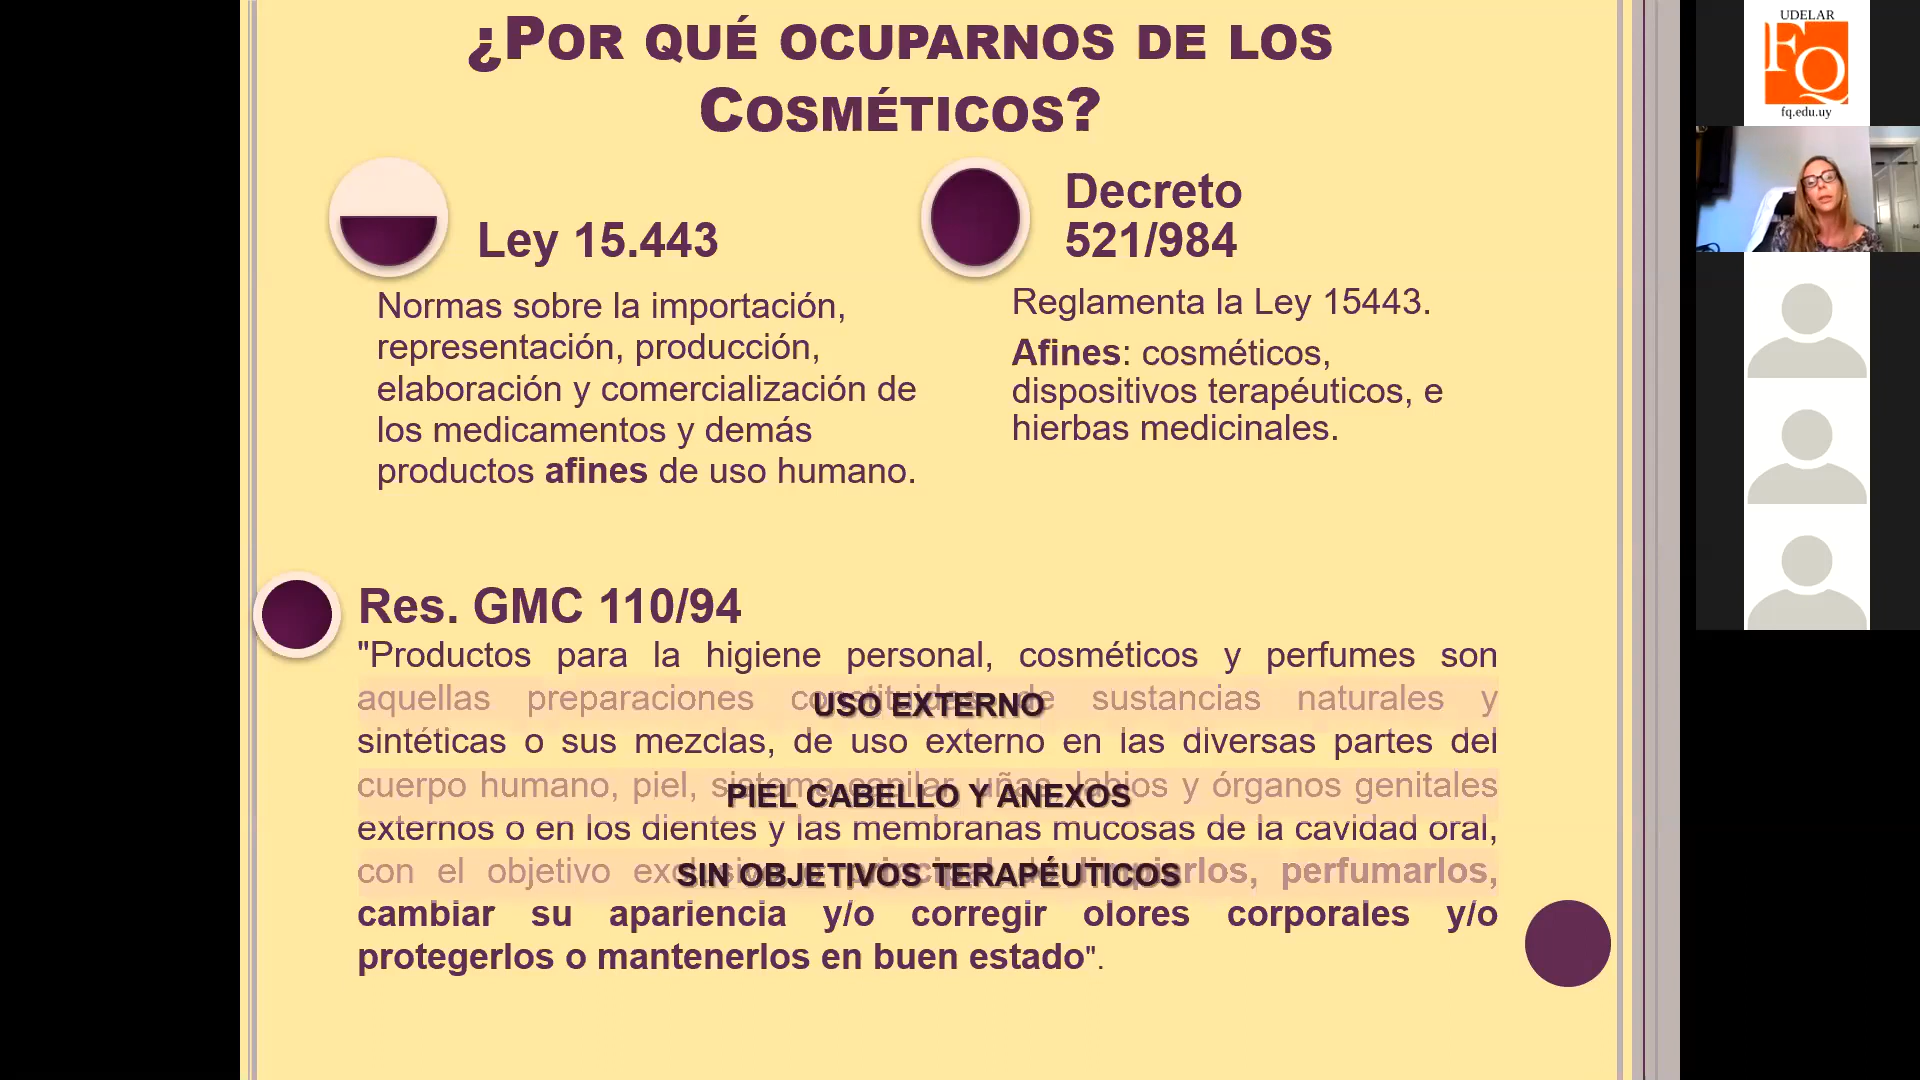 ¿POR QUÉ OCUPARNOS DE LOS
COSMÉTICOS?
Ley 15.443
Normas sobre la importación,
representación, producción,
elaboración y comercialización de
los medicamentos y demás
productos afines de uso humano.
Decreto
521/984
Reglamenta la Ley 15443.
Afines: cosméticos,
dispositivos terapéuticos, e
hierbas medicinales.
Res. GMC 110/94
"Productos para la higiene personal, cosméticos y perfumes son
aquellas preparaciones constituidas de sustancias naturales y
USO EXTERNO
sintéticas o sus mezclas, de uso externo en las diversas partes del
cuerpo humano, piel, sistema capilar, uñas, labios y órganos genitales
PIEL CABELLO Y ANEXOS
externos o en los dientes y las membranas mucosas de la cavidad oral,
con el objetivo perfumarlos,
SIN OBJETIVOS TERAPÉUTICOS
cambiar su apariencia y/o corregir olores corporales y/o
protegerlos o mantenerlos en buen estado".
UDELAR
FQ
fq.edu.uy